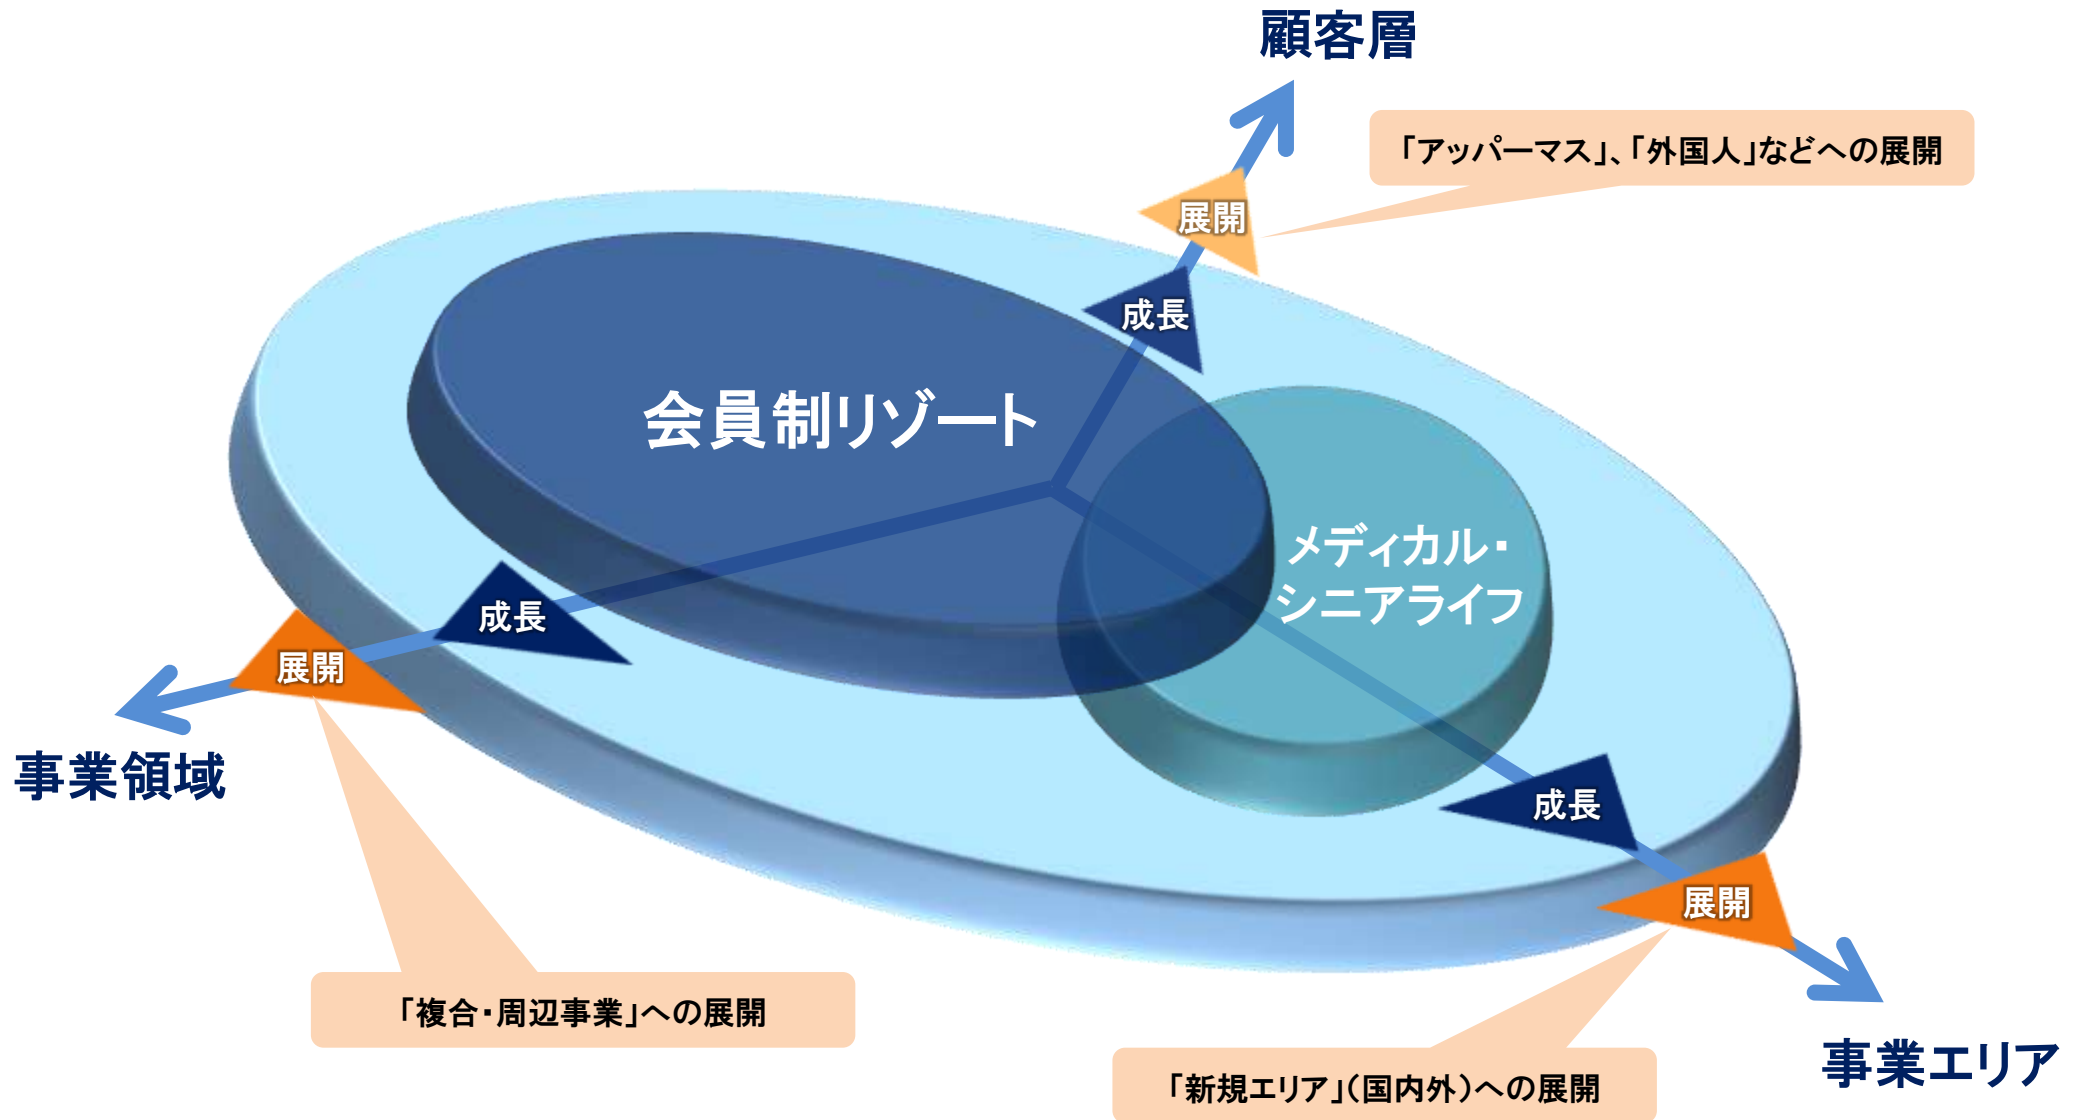 顧客層
「アッパーマス」、「外国人」などへの展開
展開
成長
会員制リゾート
メディカル・
シニアライフ
成長
展開
事業領域
成長
展開
「複合・周辺事業」への展開
事業エリア
「新規エリア」（国内外）への展開